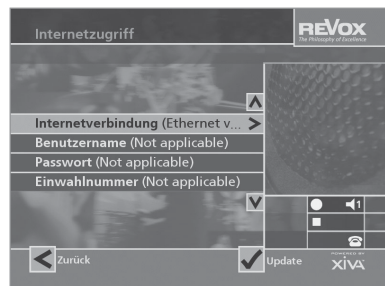 Internetzugriff
REVOX
The Philosophy of Excellence
Internetverbindung (Ethernet v...
Benutzername (Not applicable)
Passwort (Not applicable)
Einwahlnummer (Not applicable)
1
Zurück
Update
POWERED BY
XiVA